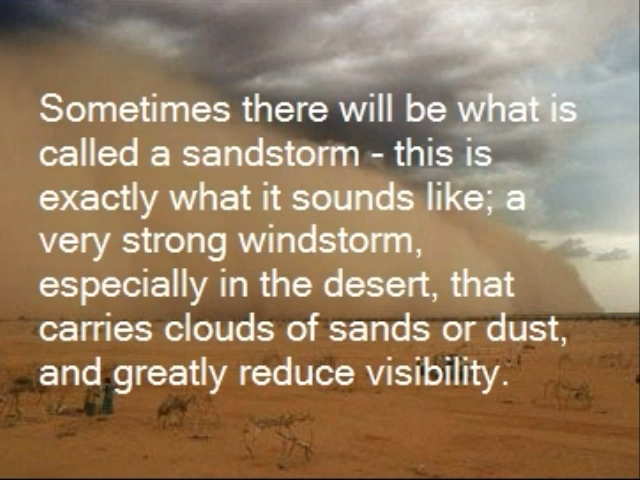 Sometimes there will be what is
called a sandstorm - this is
exactly what it sounds like; a
very strong windstorm,
especially in the desert, that
carries clouds of sands or dust,
and greatly reduce visibility.